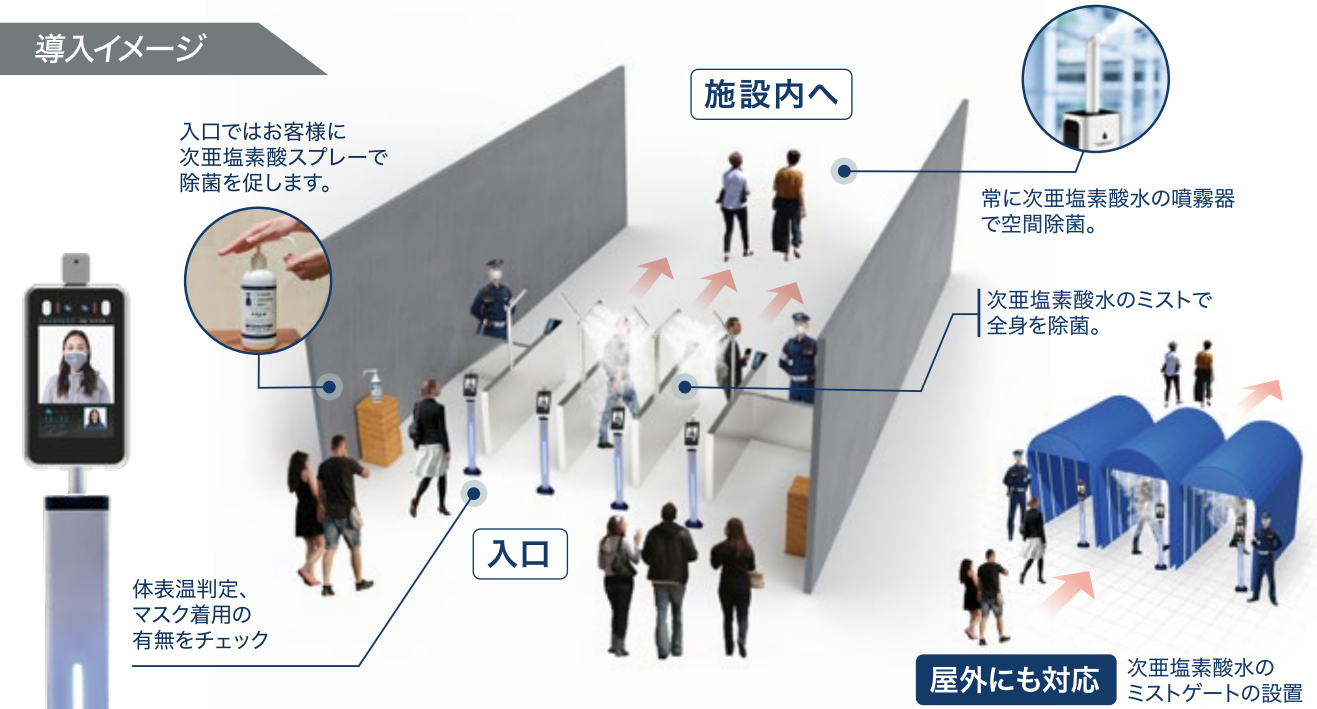 導入イメージ
入口ではお客様に
次亜塩素酸スプレーで
除菌を促します。
施設内へ
常に次亜塩素酸水の噴霧器
で空間除菌。
次亜塩素酸水のミストで
全身を除菌。
入口
体表温判定、
マスク着用の
有無をチェック
屋外にも対応
次亜塩素酸水の
ミストゲートの設置